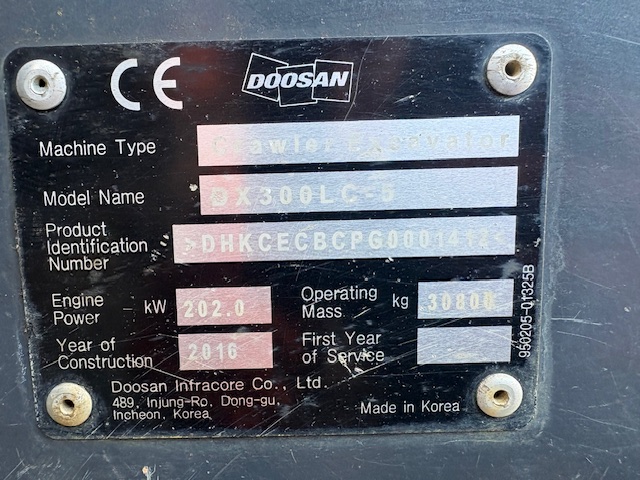 CE DOOSAN
Machine Type Crawler Excavator
Model Name DX300LC-5
Product
Identification
Number >DHKCECBCPG0001412<
Engine
Power kW 202.0
Operating
Mass kg 30800
Year of
Construction 2016
First Year
of Service
Doosan Infracore Co., Ltd.
489, Injung-Ro, Dong-gu,
Incheon, Korea
Made in Korea
950205-01325B